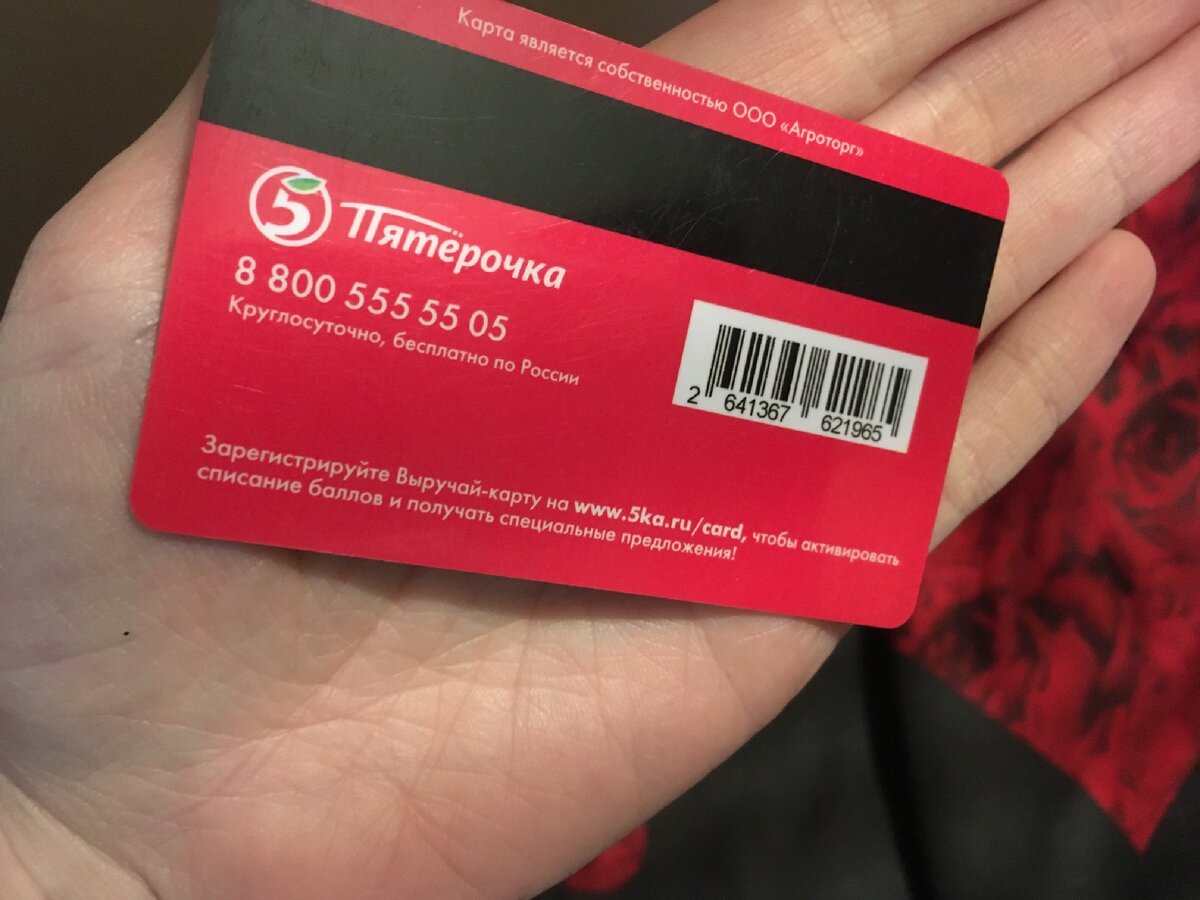 Карта является собственностью ООО «Агроторг»
5 Пятёрочка
8 800 555 55 05
Круглосуточно, бесплатно по России
2 641367 621965
Зарегистрируйте Выручай-карту на www.5ka.ru/card, чтобы активировать
списание баллов и получать специальные предложения!